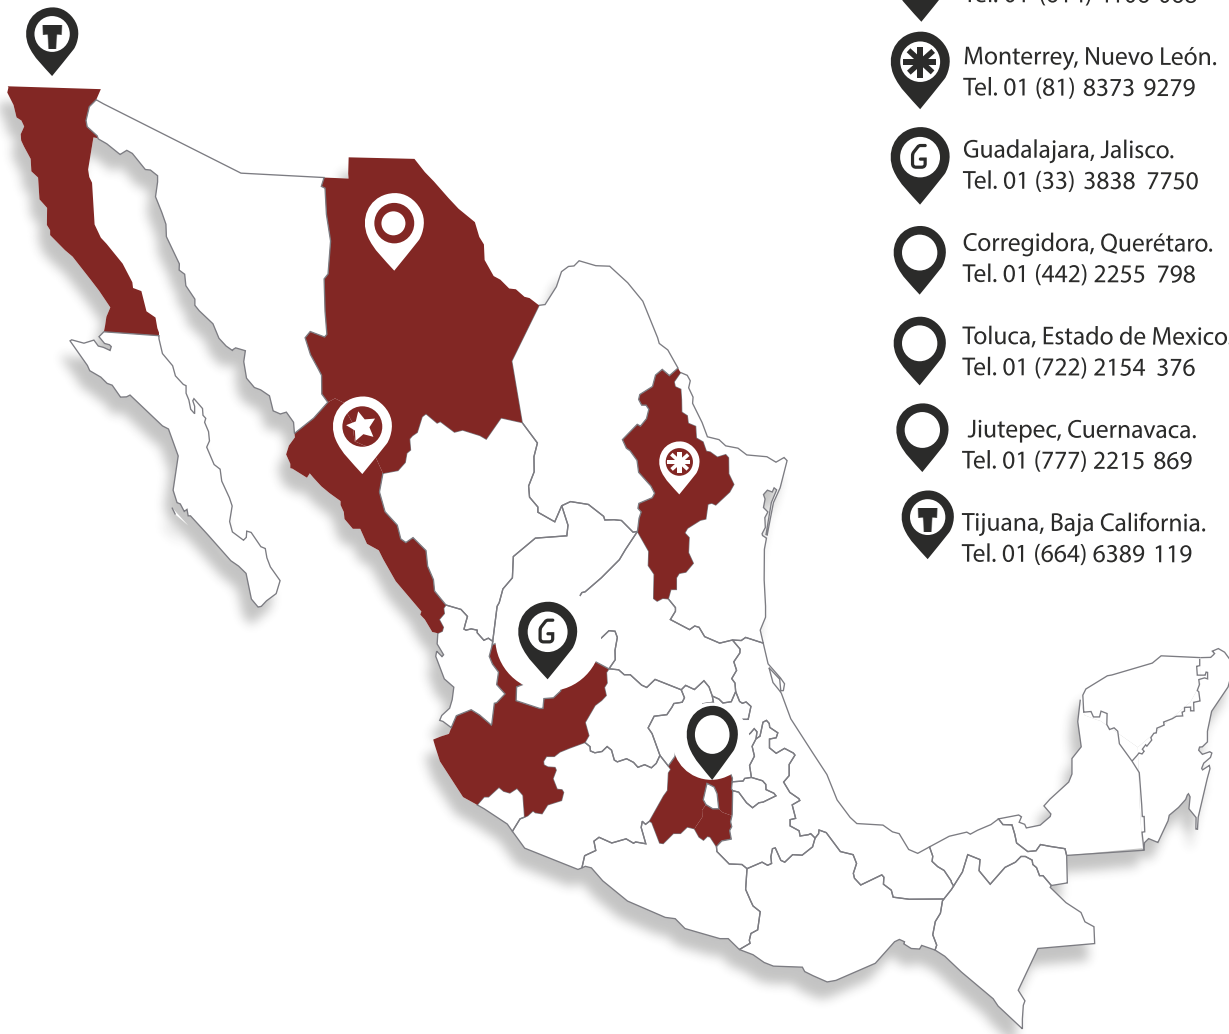 T
Monterrey, Nuevo León.
Tel. 01 (81) 8373 9279
G
Guadalajara, Jalisco.
Tel. 01 (33) 3838 7750
Corregidora, Querétaro.
Tel. 01 (442) 2255 798
Toluca, Estado de Mexico.
Tel. 01 (722) 2154 376
Jiutepec, Cuernavaca.
Tel. 01 (777) 2215 869
T
Tijuana, Baja California.
Tel. 01 (664) 6389 119
G